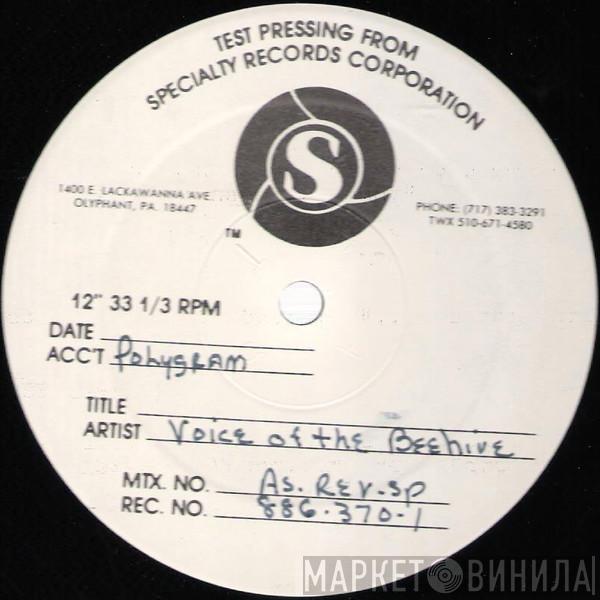 TEST PRESSING FROM
SPECIALTY RECORDS CORPORATION
S
1400 E. LACKAWANNA AVE.
OLYPHANT, PA. 18447
PHONE: (717) 383-3291
TWX 510-671-4580
TM
12" 33 1/3 RPM
DATE
ACC'T Polygram
TITLE
ARTIST Voice of the Beehive
MTX. NO. As. Rev. sp
REC. NO. 886.370-1
МАРКЕТ ВИНИЛА